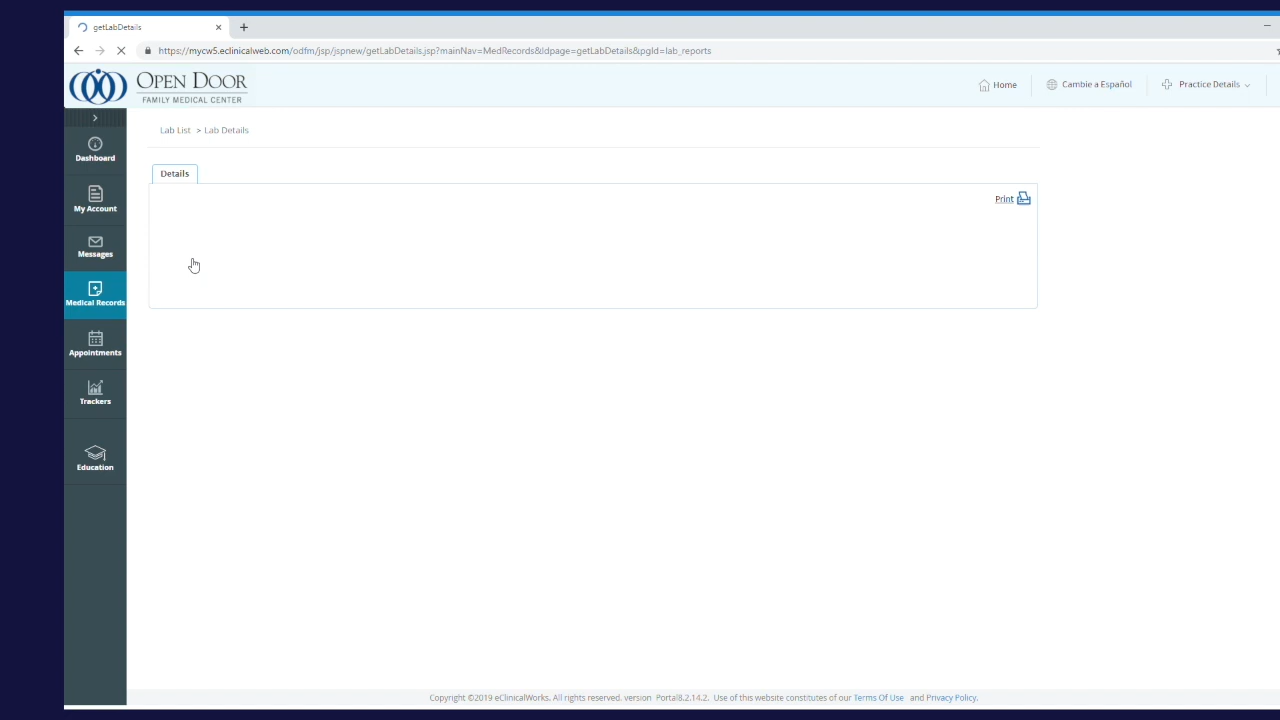 getLabDetails
https://mycw5.eclinicalweb.com/odfm/jsp/jspnew/getLabDetails.jsp?mainNav=MedRecords&ldpage=getLabDetails&pgId=lab_reports
OPEN DOOR
FAMILY MEDICAL CENTER
Home
Cambie a Español
Practice Details
Lab List > Lab Details
Details
Print
Dashboard
My Account
Messages
Medical Records
Appointments
Trackers
Education
Copyright ©2019 eClinicalWorks. All rights reserved. version Portal8.2.14.2. Use of this website constitutes of our Terms Of Use and Privacy Policy.